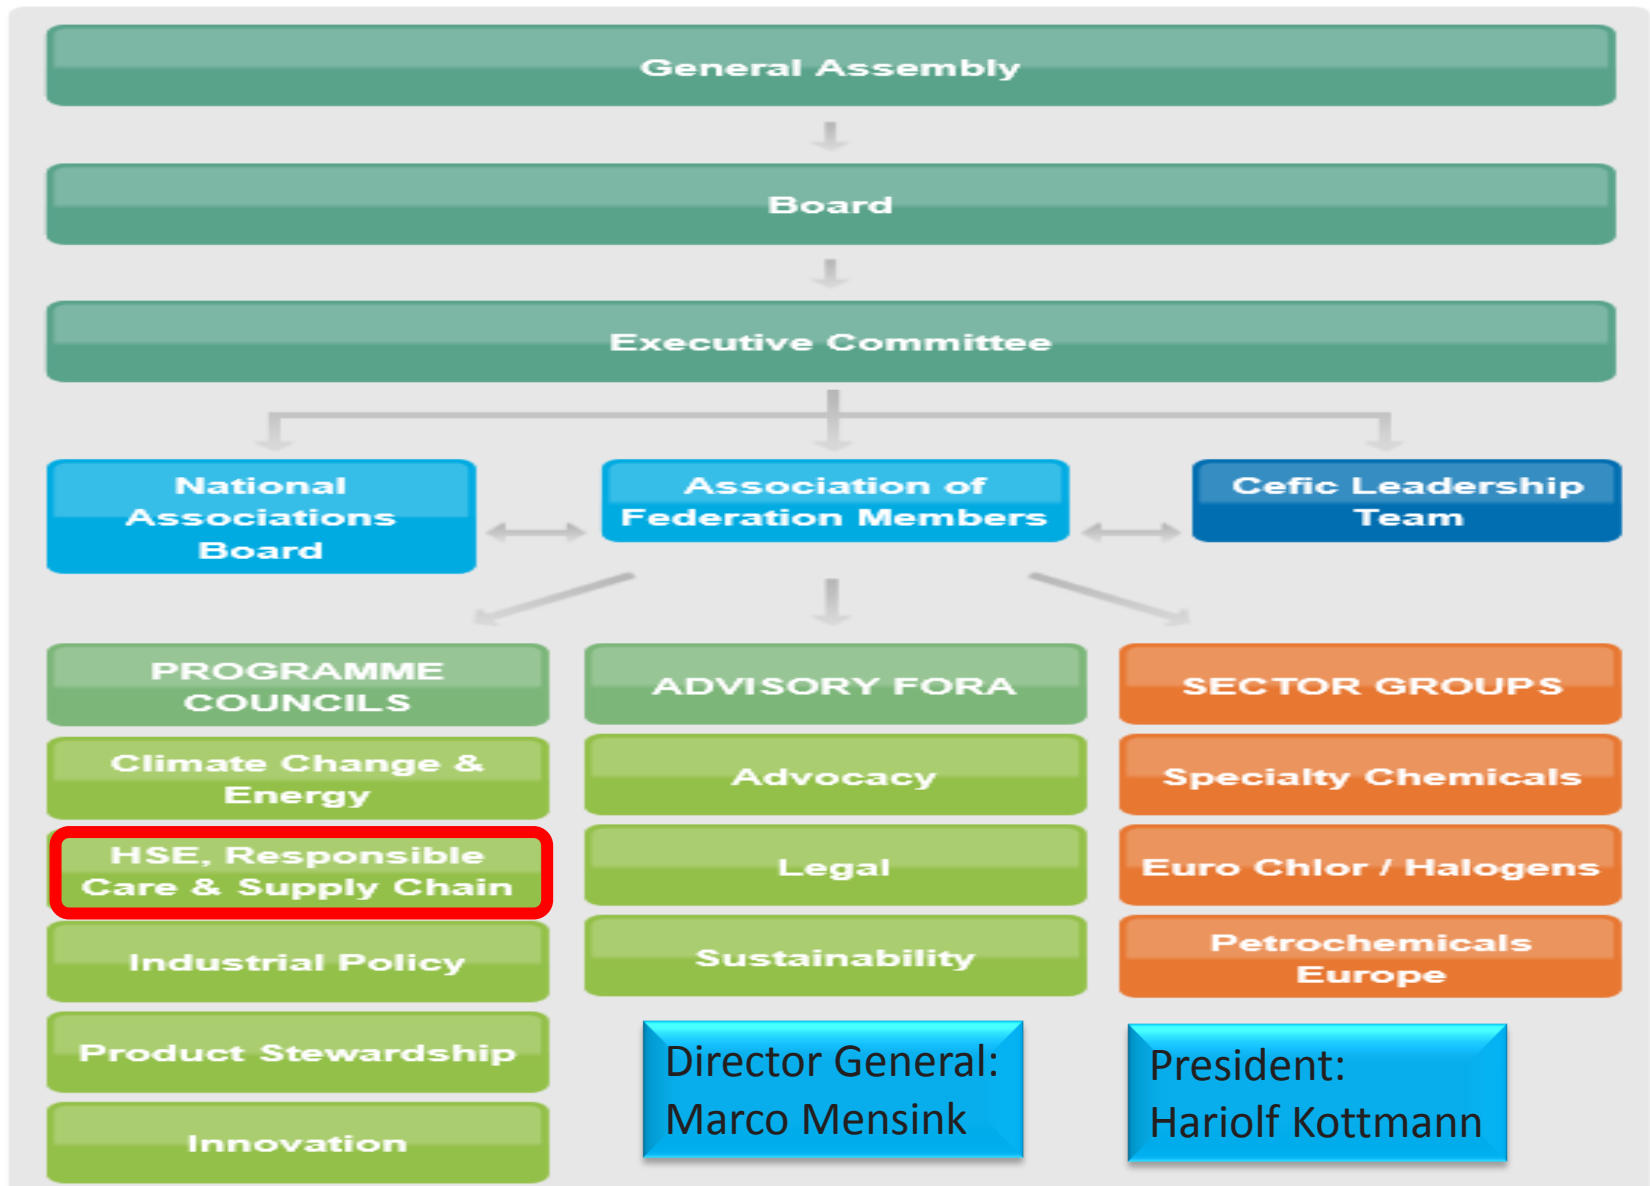 General Assembly
Board
Executive Committee
National
Associations
Board
Association of
Federation Members
Cefic Leadership
Team
PROGRAMME
COUNCILS
Climate Change &
Energy
HSE, Responsible
Care & Supply Chain
Industrial Policy
Product Stewardship
Innovation
ADVISORY FORA
Advocacy
Legal
Sustainability
SECTOR GROUPS
Specialty Chemicals
Euro Chlor / Halogens
Petrochemicals
Europe
Director General:
Marco Mensink
President:
Hariolf Kottmann